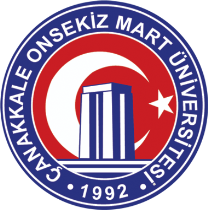 ÇANAKKALE ONSEKİZ MART ÜNİVERSİTESİ
• 1992 •